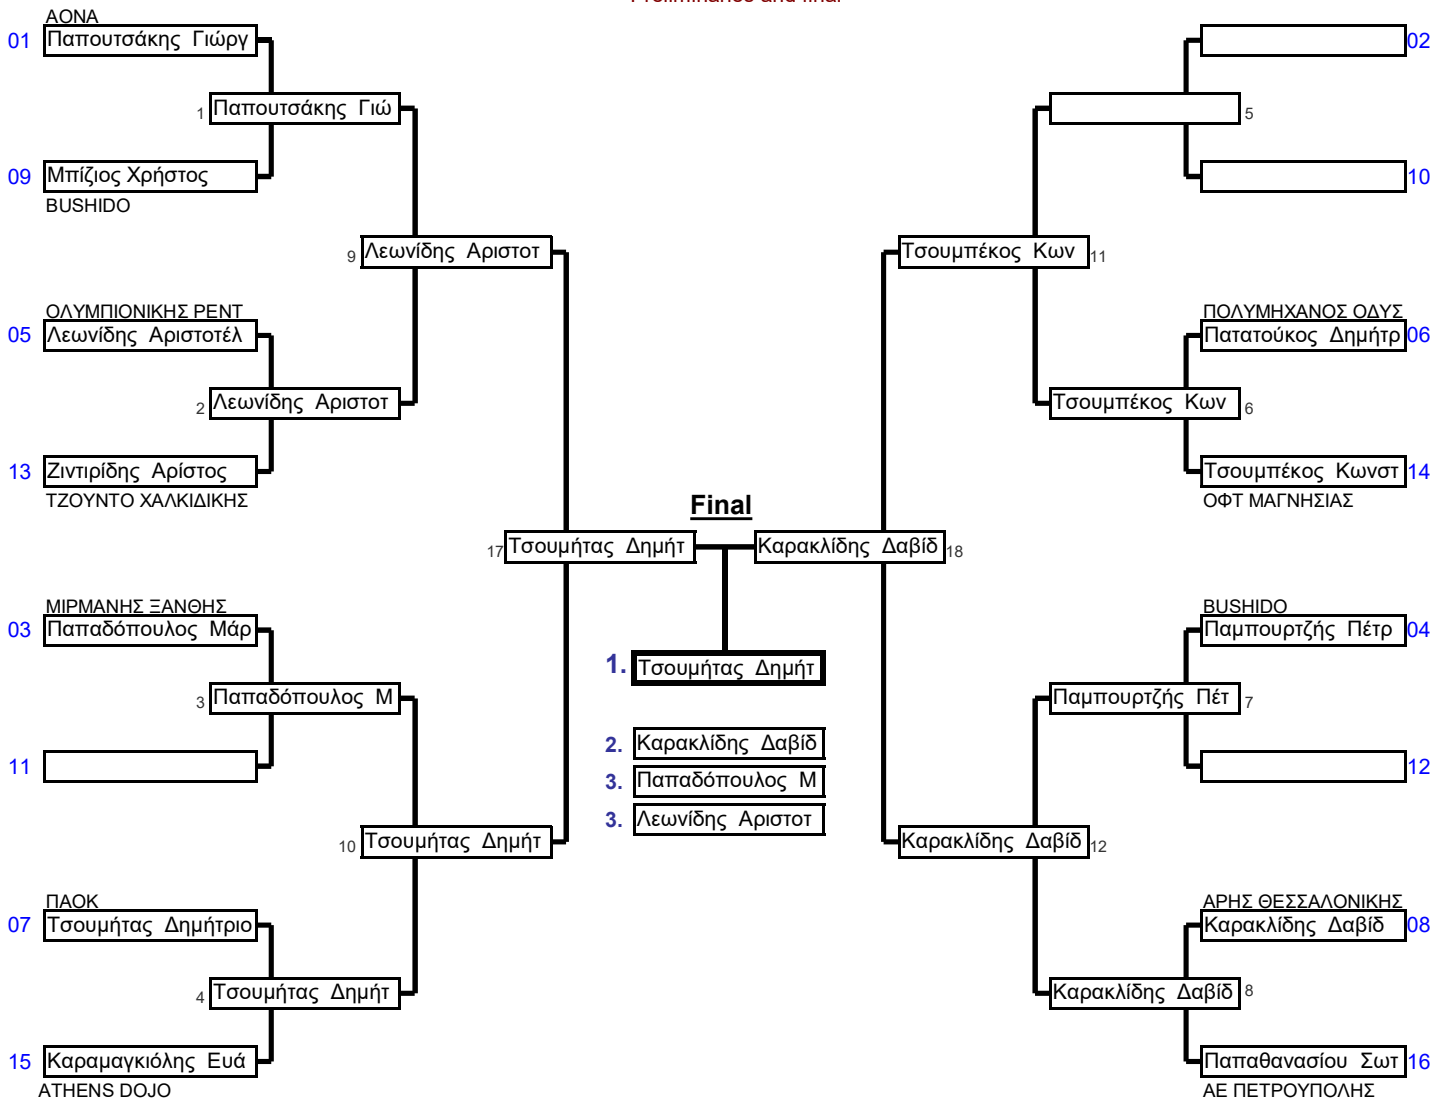 Preliminaries and final
ΑΟΝΑ
01 Παπουτσάκης Γιώργ
02
1 Παπουτσάκης Γιώ
5
09 Μπίζιος Χρήστος
10
BUSHIDO
9 Λεωνίδης Αριστοτ
Τσουμπέκος Κων 11
ΟΛΥΜΠΙΟΝΙΚΗΣ ΡΕΝΤ
ΠΟΛΥΜΗΧΑΝΟΣ ΟΔΥΣ
05 Λεωνίδης Αριστοτέλ
Πατατούκος Δημήτρ 06
2 Λεωνίδης Αριστοτ
Τσουμπέκος Κων 6
13 Ζιντιρίδης Αρίστος
Τσουμπέκος Κωνστ 14
ΤΖΟΥΝΤΟ ΧΑΛΚΙΔΙΚΗΣ
ΟΦΤ ΜΑΓΝΗΣΙΑΣ
Final
17 Τσουμήτας Δημήτ
Καρακλίδης Δαβίδ 18
ΜΙΡΜΑΝΗΣ ΞΑΝΘΗΣ
BUSHIDO
03 Παπαδόπουλος Μάρ
Παμπουρτζής Πέτρ 04
1. Τσουμήτας Δημήτ
3 Παπαδόπουλος Μ
Παμπουρτζής Πέτ 7
2. Καρακλίδης Δαβίδ
11
12
3. Παπαδόπουλος Μ
3. Λεωνίδης Αριστοτ
10 Τσουμήτας Δημήτ
Καρακλίδης Δαβίδ 12
ΠΑΟΚ
ΑΡΗΣ ΘΕΣΣΑΛΟΝΙΚΗΣ
07 Τσουμήτας Δημήτριο
Καρακλίδης Δαβίδ 08
4 Τσουμήτας Δημήτ
Καρακλίδης Δαβίδ 8
15 Καραμαγκιόλης Ευά
Παπαθανασίου Σωτ 16
ATHENS DOJO
ΑΕ ΠΕΤΡΟΥΠΟΛΗΣ